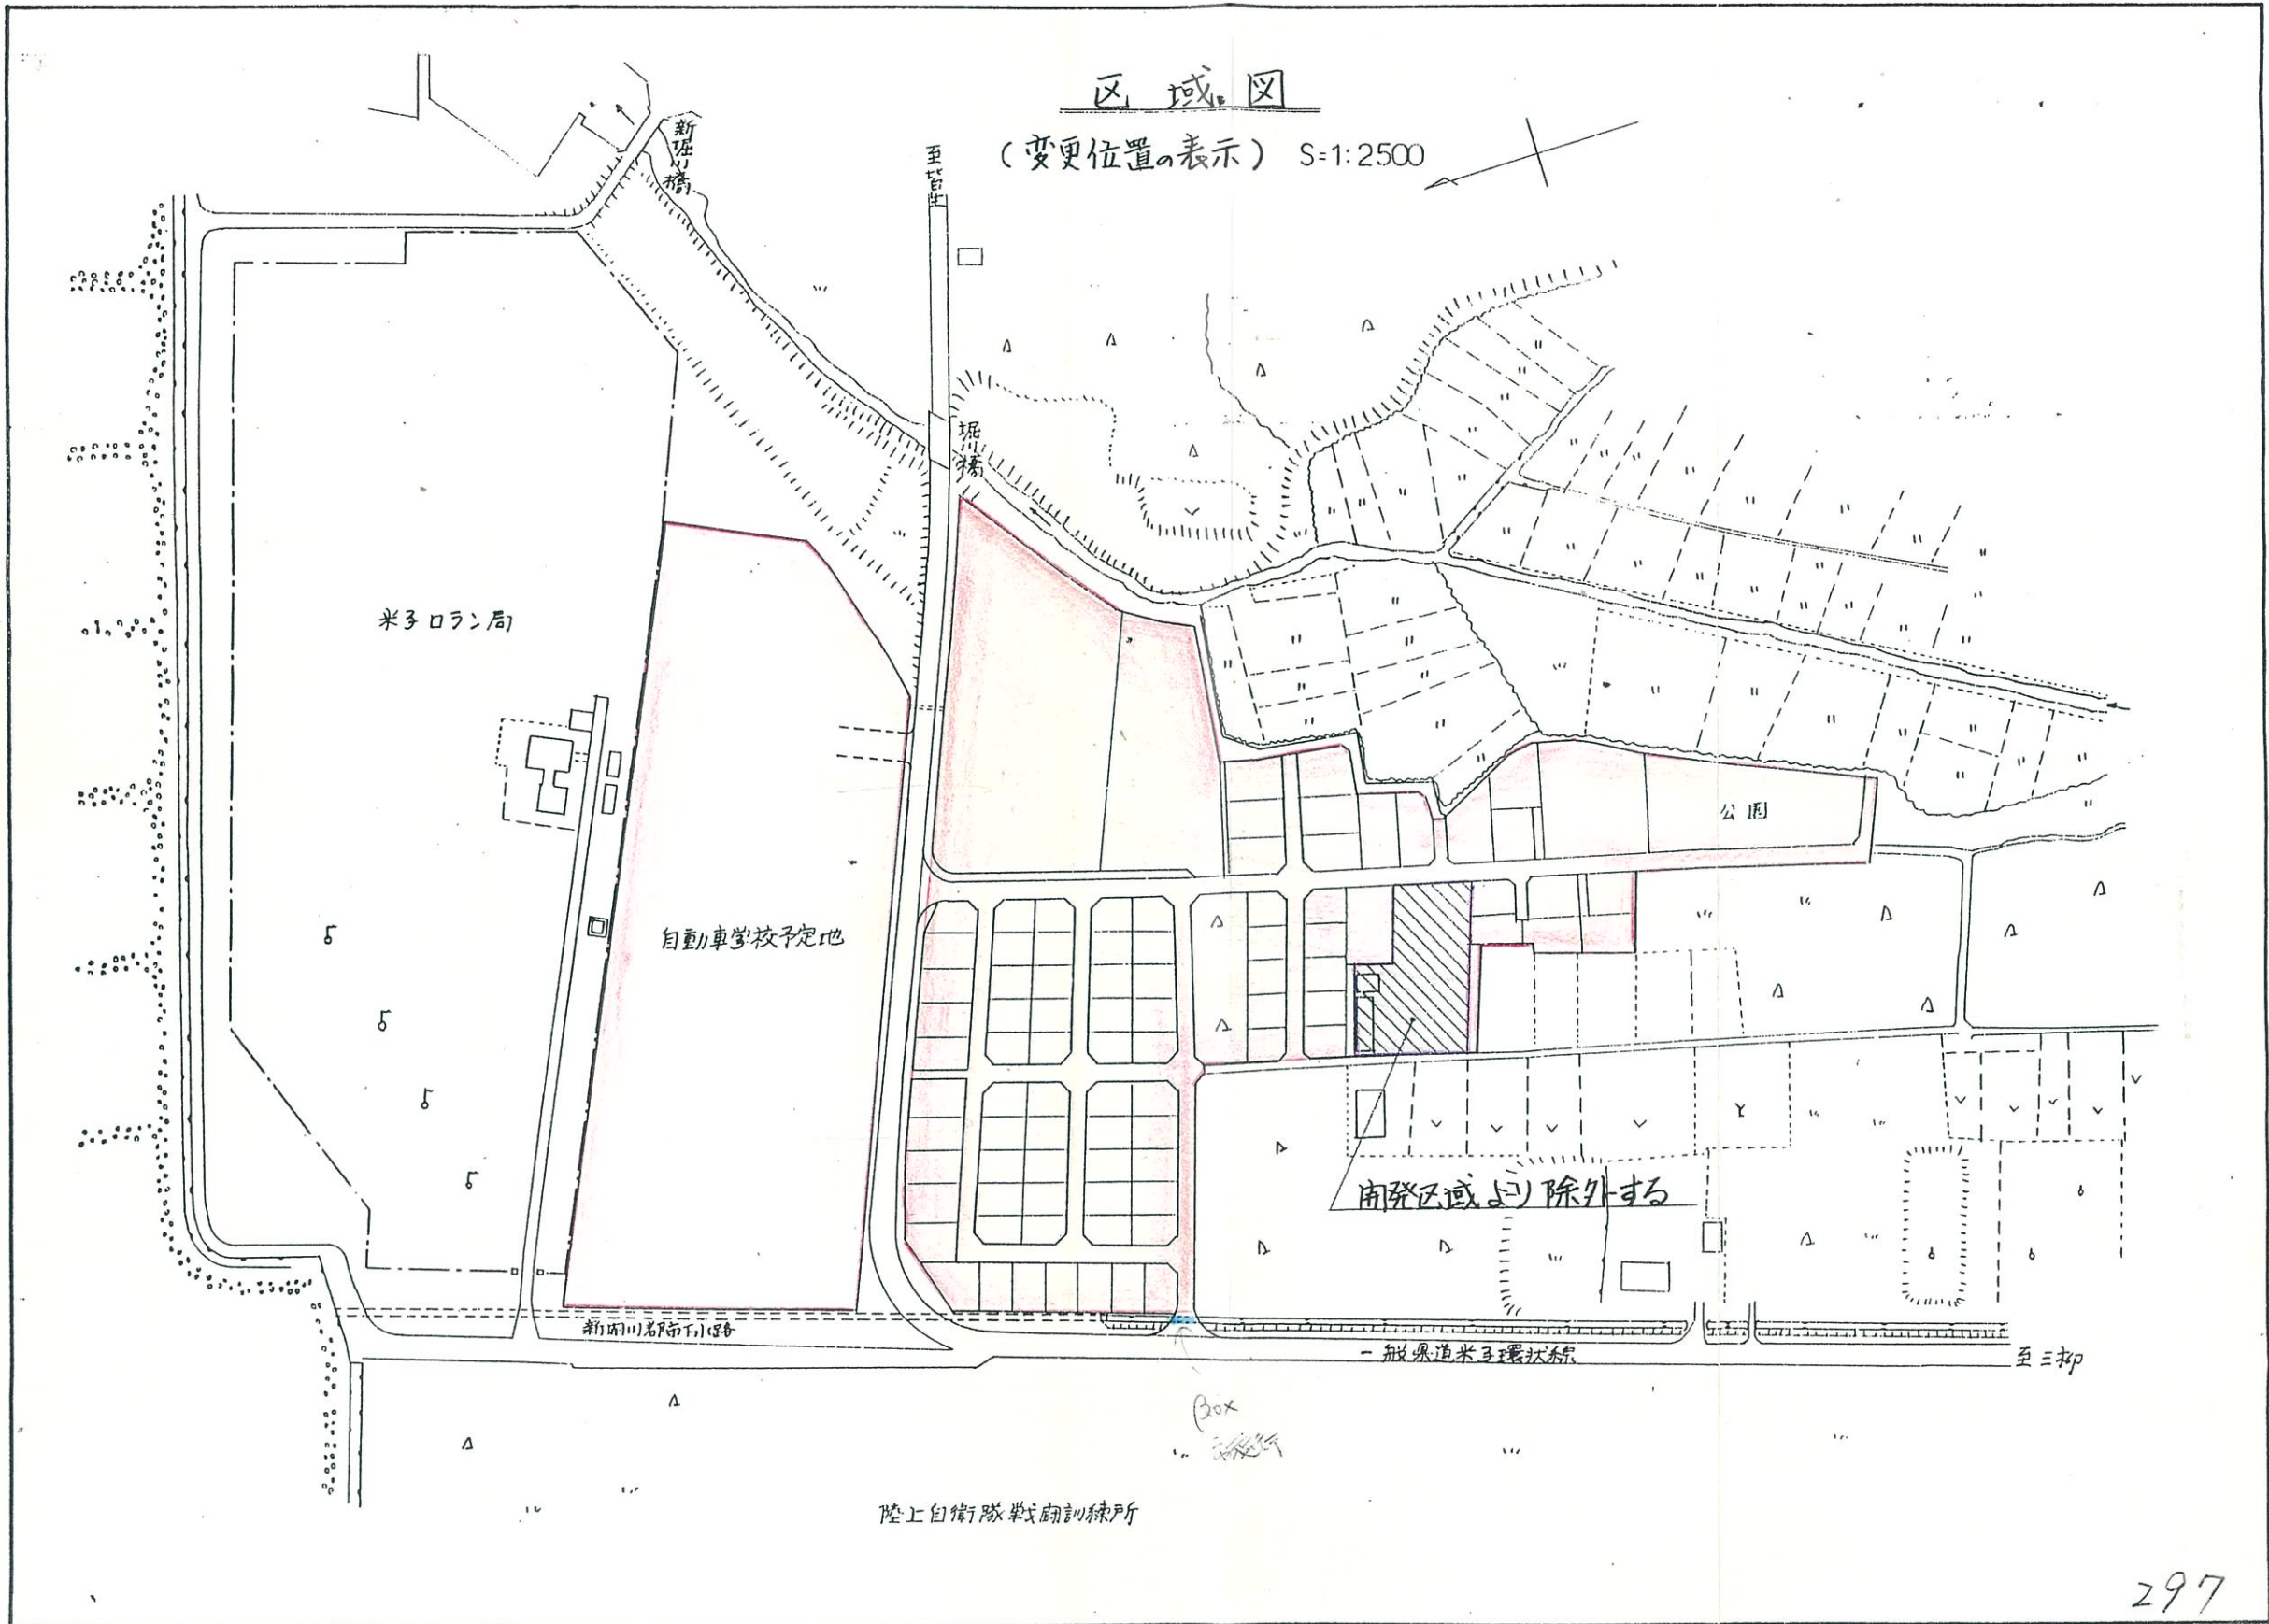 区域図
(変更位置の表示) S=1:2500
新堀川橋
至皆生
堀川橋
米子ロラン局
公園
自動車学校予定地
開発区域より除外する
新開川都市下水路
一般県道米子環状線
至三柳
Box
陸上自衛隊戦闘訓練所
297